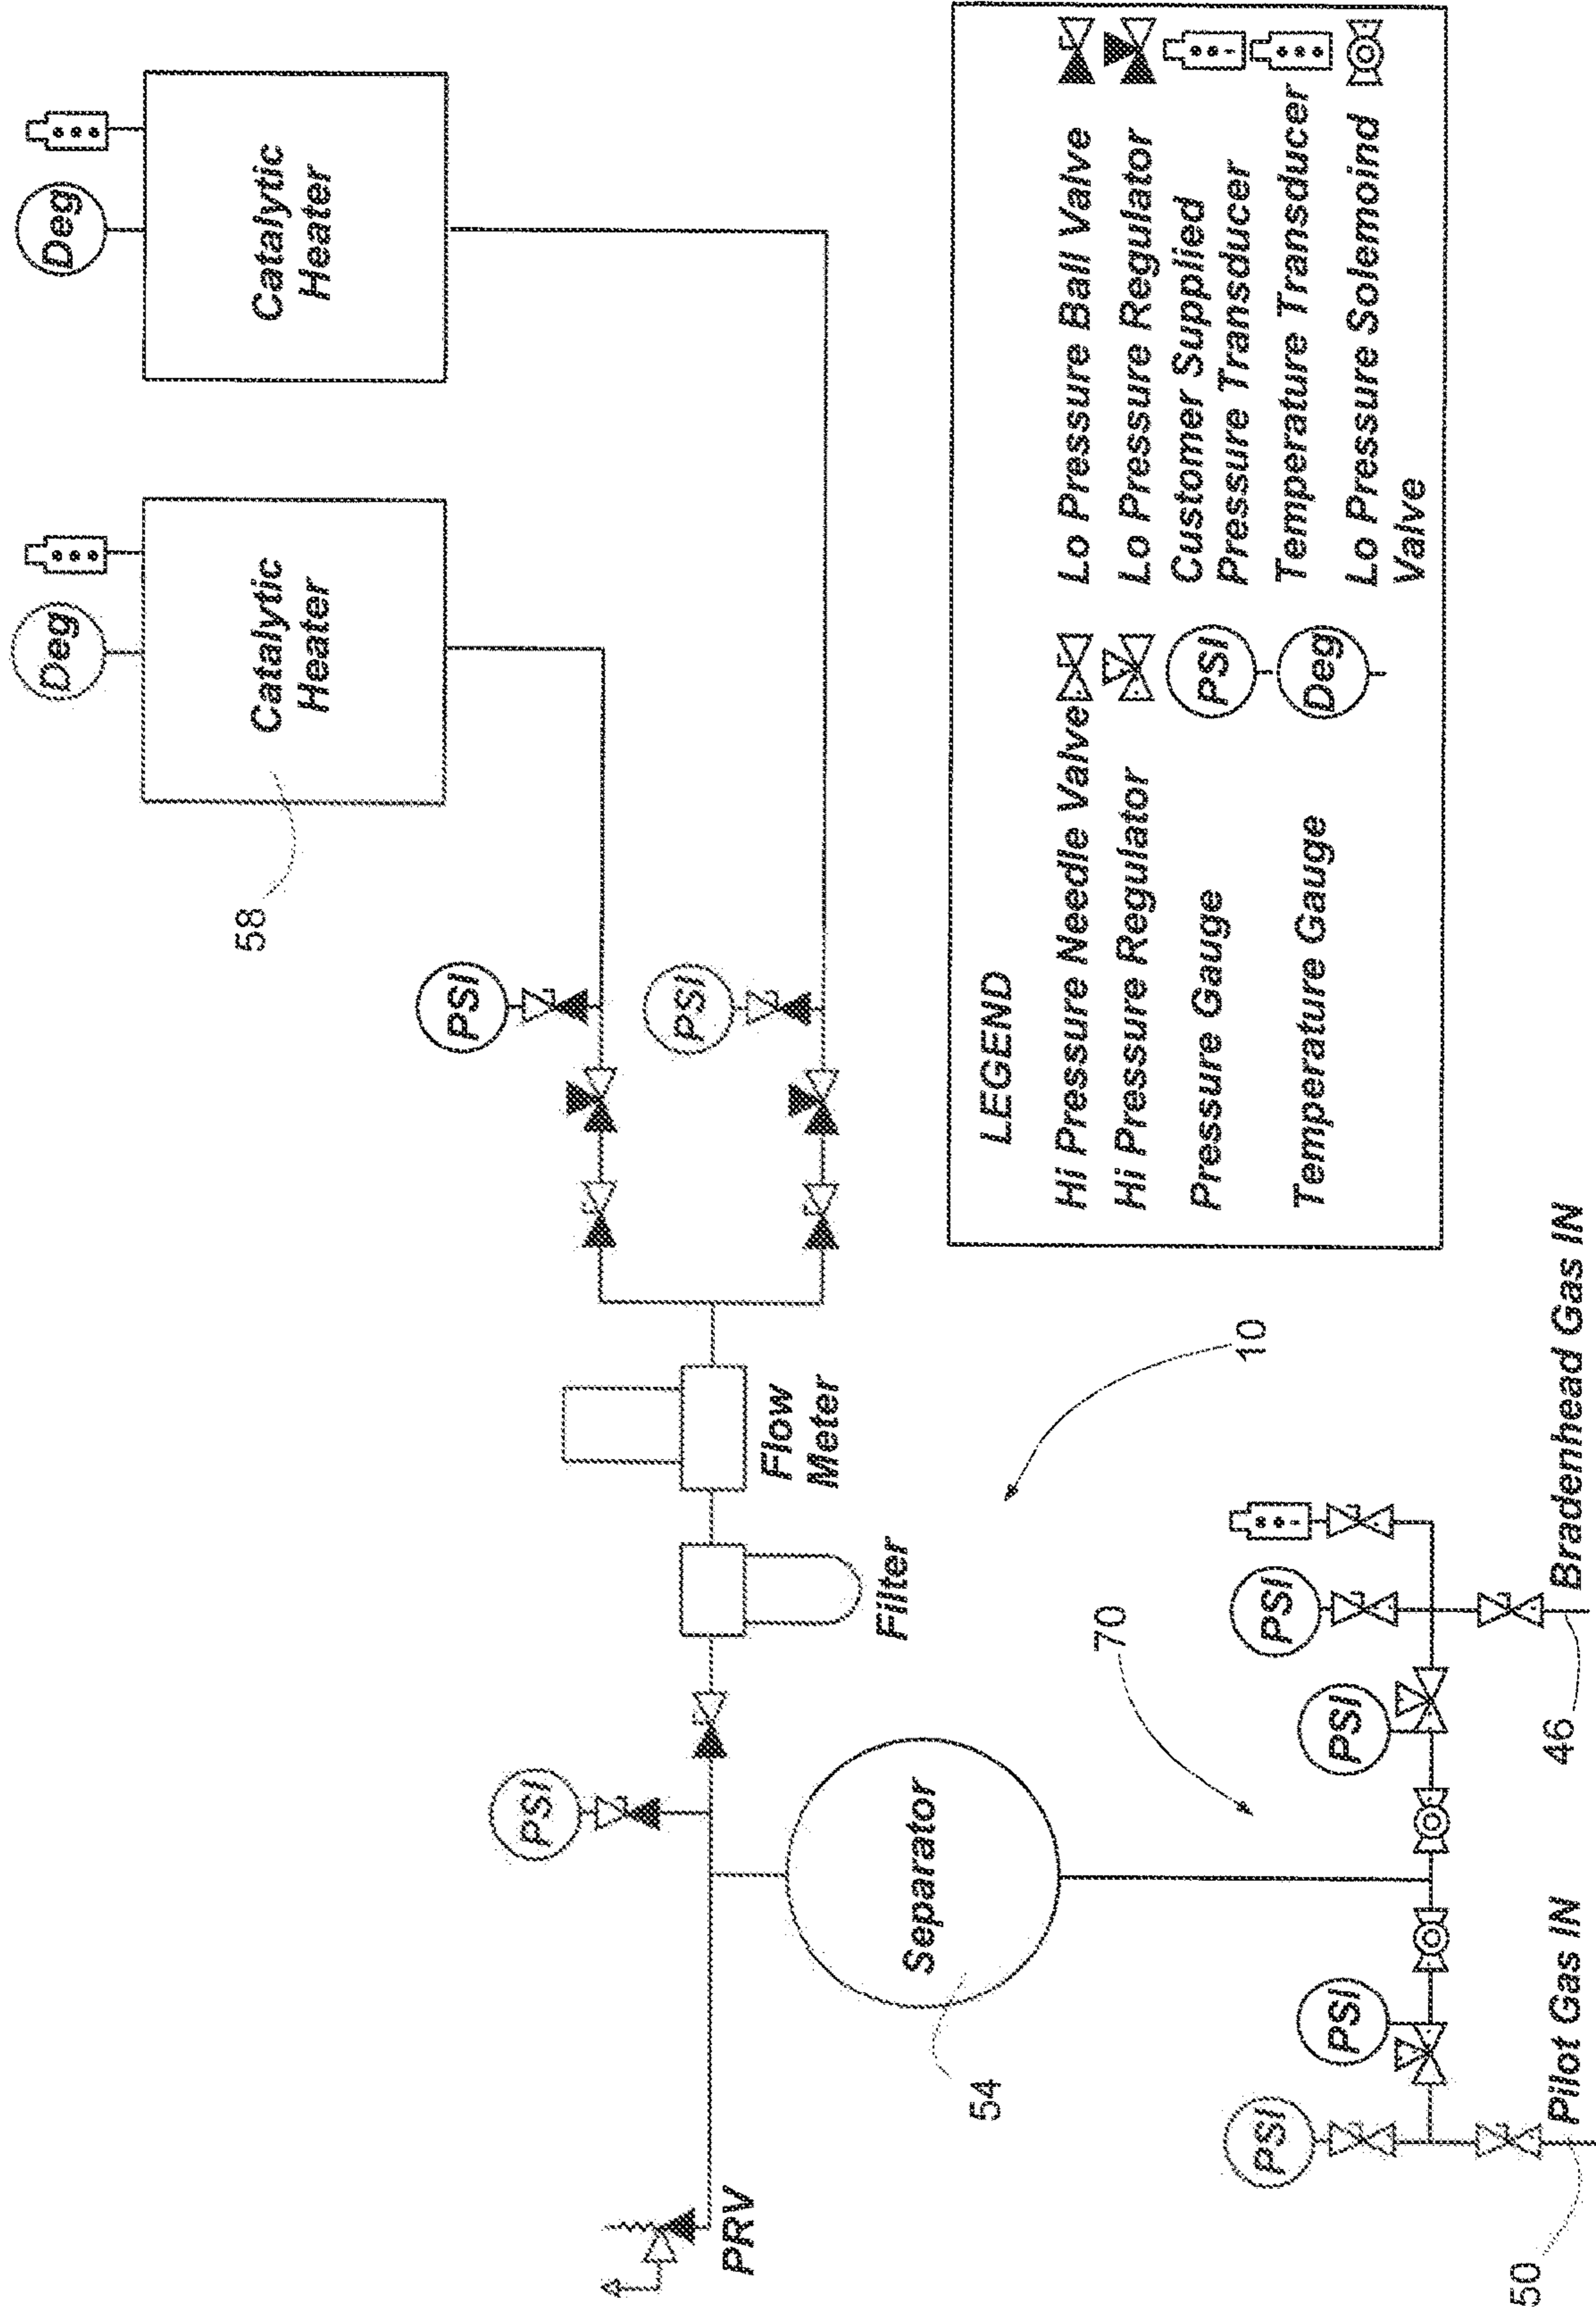 PRV
Pilot Gas IN
50
54
Separator
PSI
PSI
PSI
PSI
PSI
70
46
Bradenhead Gas IN
Filter
Flow
Meter
10
PSI
PSI
58
Catalytic
Heater
Deg
Catalytic
Heater
Deg
LEGEND
Hi Pressure Needle Valve
Hi Pressure Regulator
Pressure Gauge
PSI
Temperature Gauge
Deg
Lo Pressure Ball Valve
Lo Pressure Regulator
Customer Supplied
Pressure Transducer
Temperature Transducer
Lo Pressure Solemoind
Valve